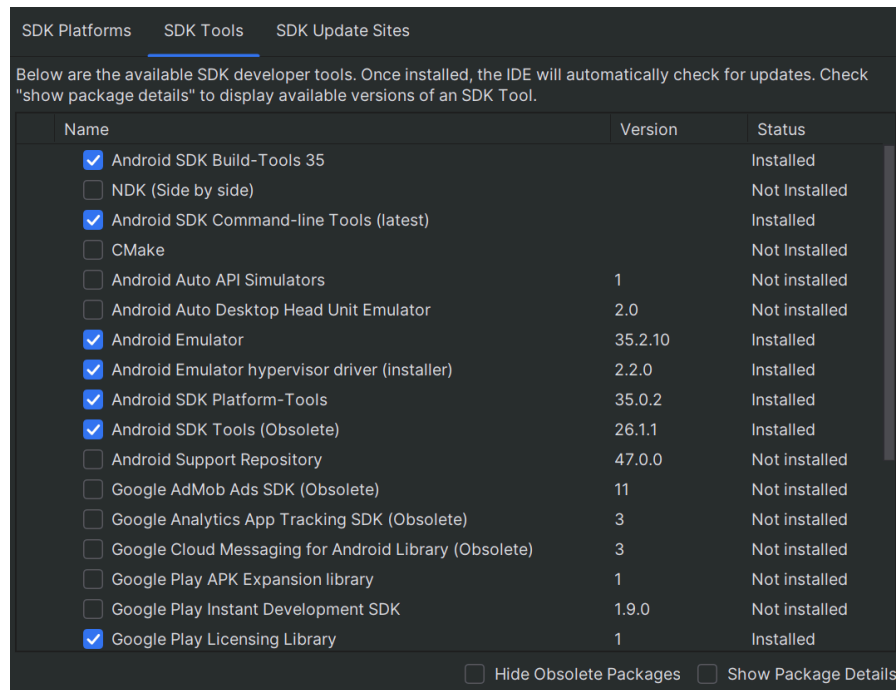 SDK Platforms SDK Tools SDK Update Sites
Below are the available SDK developer tools. Once installed, the IDE will automatically check for updates. Check
"show package details" to display available versions of an SDK Tool.
Name Version Status
Android SDK Build-Tools 35 Installed
NDK (Side by side) Not Installed
Android SDK Command-line Tools (latest) Installed
CMake Not Installed
Android Auto API Simulators 1 Not installed
Android Auto Desktop Head Unit Emulator 2.0 Not installed
Android Emulator 35.2.10 Installed
Android Emulator hypervisor driver (installer) 2.2.0 Installed
Android SDK Platform-Tools 35.0.2 Installed
Android SDK Tools (Obsolete) 26.1.1 Installed
Android Support Repository 47.0.0 Not installed
Google AdMob Ads SDK (Obsolete) 11 Not installed
Google Analytics App Tracking SDK (Obsolete) 3 Not installed
Google Cloud Messaging for Android Library (Obsolete) 3 Not installed
Google Play APK Expansion library 1 Not installed
Google Play Instant Development SDK 1.9.0 Not installed
Google Play Licensing Library 1 Installed
Hide Obsolete Packages Show Package Details